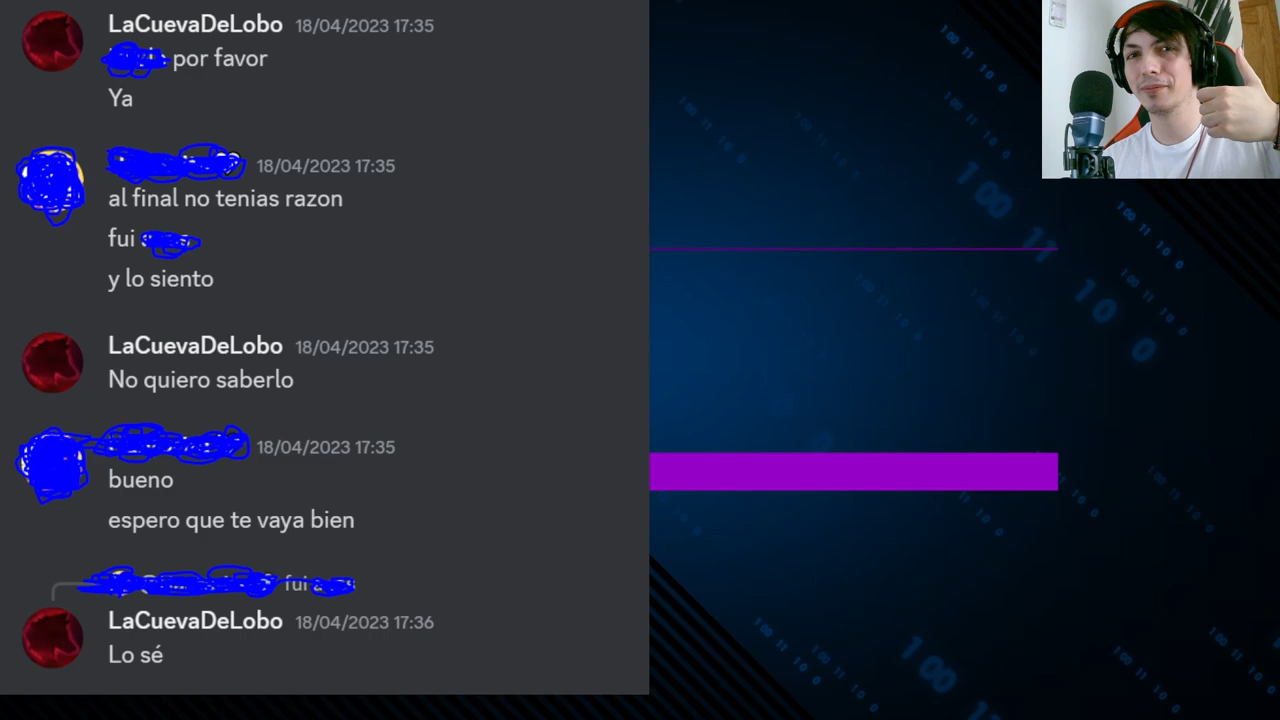 LaCuevaDeLobo 18/04/2023 17:35
por favor
Ya
18/04/2023 17:35
al final no tenias razon
fui
y lo siento
LaCuevaDeLobo 18/04/2023 17:35
No quiero saberlo
18/04/2023 17:35
bueno
espero que te vaya bien
fui
LaCuevaDeLobo 18/04/2023 17:36
Lo sé